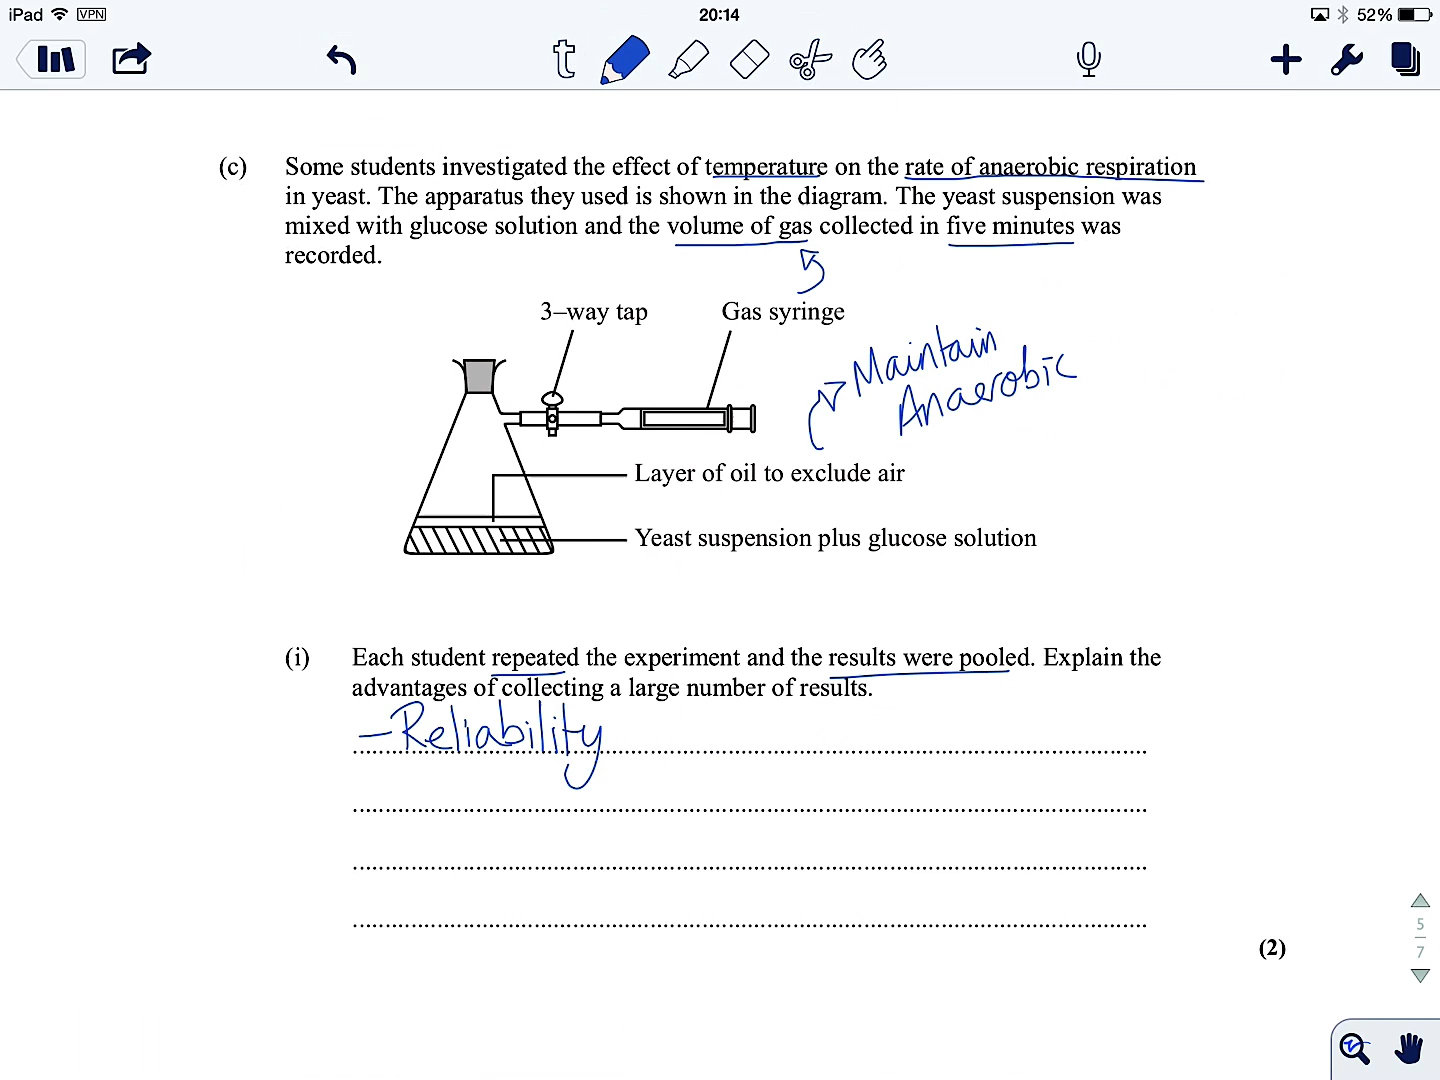 iPad VPN 20:14 52%
t
(c) Some students investigated the effect of temperature on the rate of anaerobic respiration
in yeast. The apparatus they used is shown in the diagram. The yeast suspension was
mixed with glucose solution and the volume of gas collected in five minutes was
recorded.
3–way tap Gas syringe
Maintain
Anaerobic
Layer of oil to exclude air
Yeast suspension plus glucose solution
(i) Each student repeated the experiment and the results were pooled. Explain the
advantages of collecting a large number of results.
– Reliability
(2)
5
7